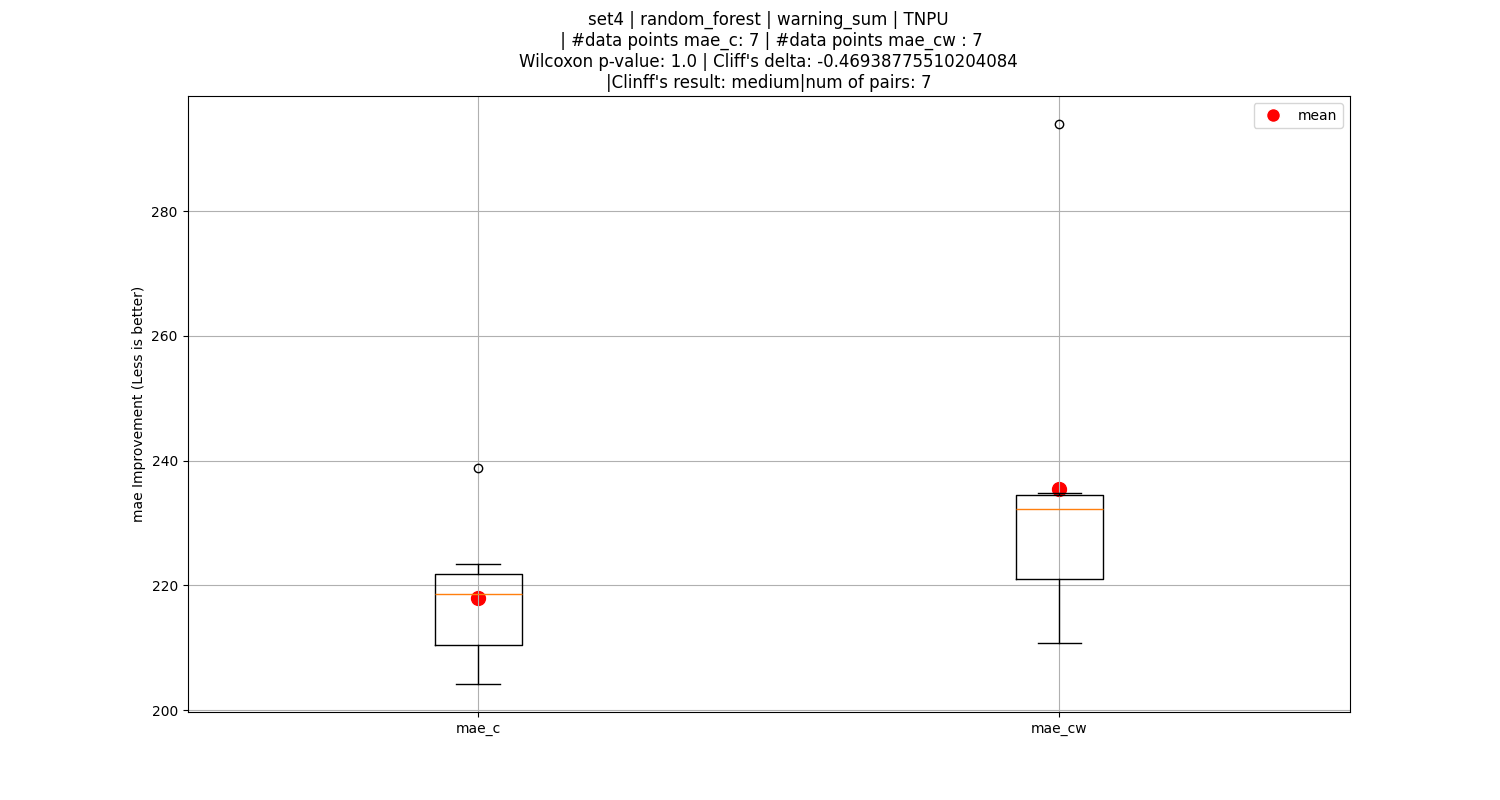 set4 | random_forest | warning_sum | TNPU
| #data points mae_c: 7 | #data points mae_cw : 7
Wilcoxon p-value: 1.0 | Cliff's delta: -0.46938775510204084
|Clinff's result: medium|num of pairs: 7
mean
mae Improvement (Less is better)
280
260
240
220
200
mae_c
mae_cw